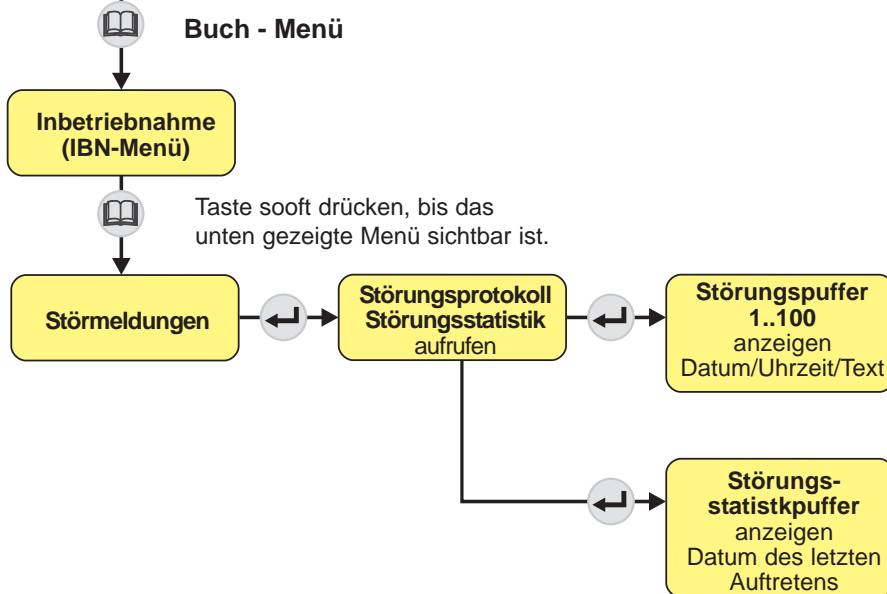 Buch - Menü
Inbetriebnahme
(IBN-Menü)
Taste sooft drücken, bis das
unten gezeigte Menü sichtbar ist.
Störmeldungen
Störungsprotokoll
Störungsstatistik
aufrufen
Störungspuffer
1..100
anzeigen
Datum/Uhrzeit/Text
Störungs-
statistkpuffer
anzeigen
Datum des letzten
Auftretens